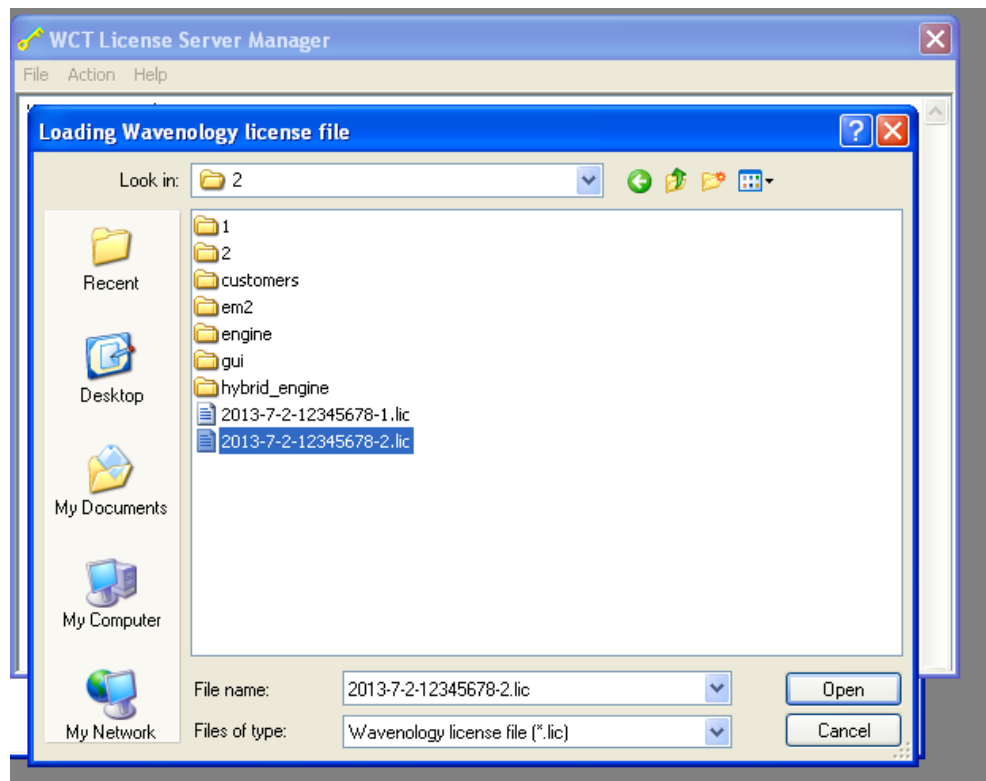 WCT License Server Manager
File Action Help
Loading Wavenology license file
Look in: 2
1
2
customers
em2
engine
gui
hybrid_engine
2013-7-2-12345678-1.lic
2013-7-2-12345678-2.lic
Recent
Desktop
My Documents
My Computer
My Network
File name: 2013-7-2-12345678-2.lic Open
Files of type: Wavenology license file (*.lic) Cancel